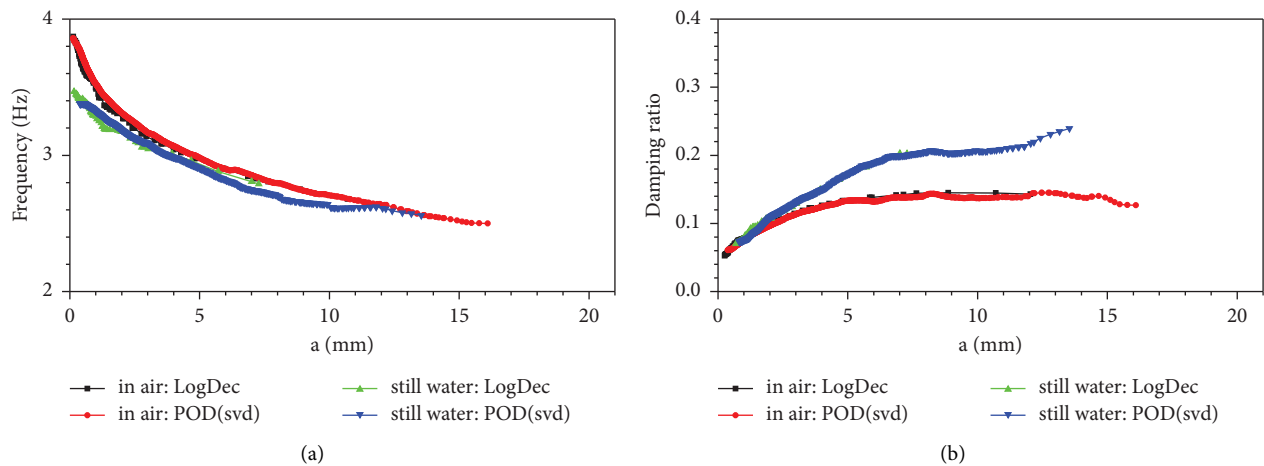 4
3
2
Frequency (Hz)
0 5 10 15 20
a (mm)
in air: LogDec
in air: POD(svd)
still water: LogDec
still water: POD(svd)
(a)
0.4
0.3
0.2
0.1
0.0
Damping ratio
0 5 10 15 20
a (mm)
in air: LogDec
in air: POD(svd)
still water: LogDec
still water: POD(svd)
(b)